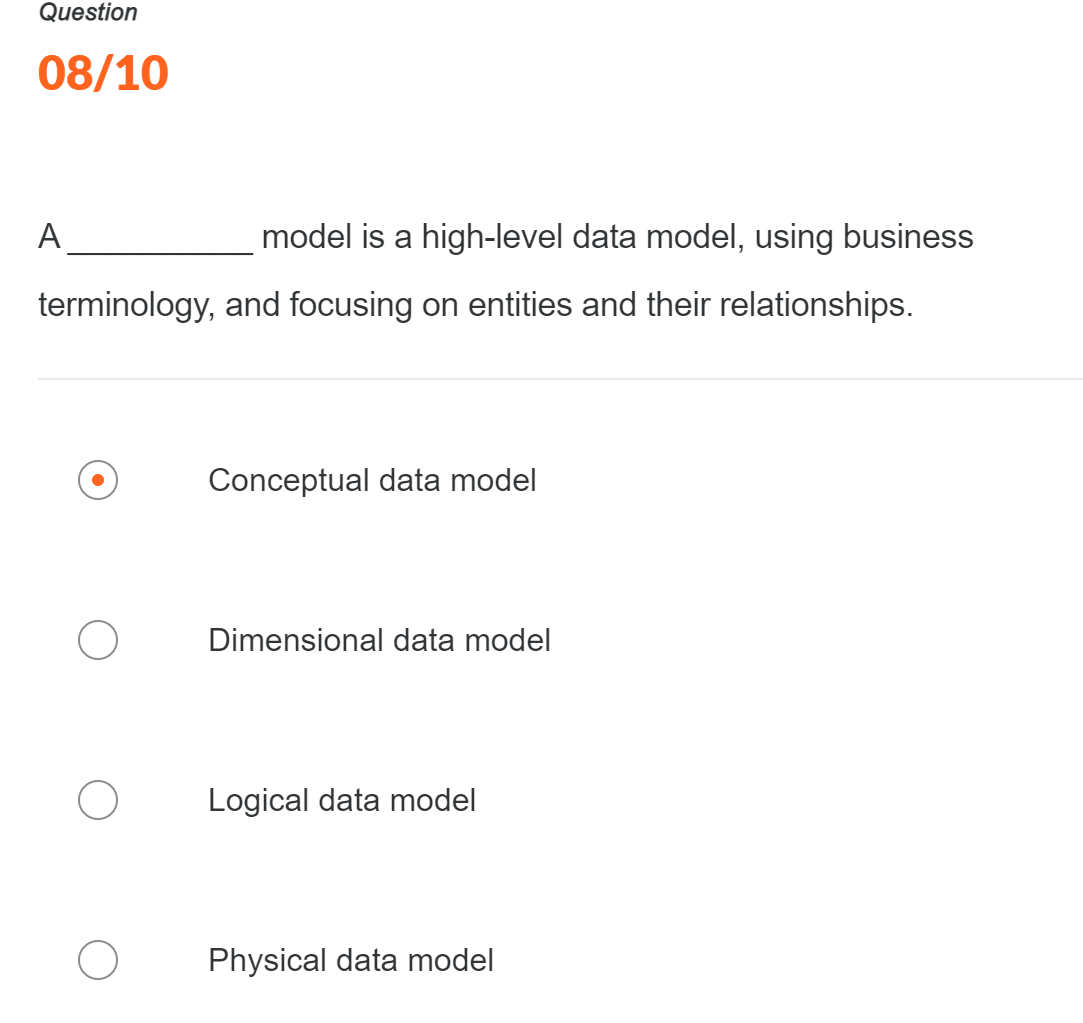 Question
08/10
A __________ model is a high-level data model, using business
terminology, and focusing on entities and their relationships.
Conceptual data model
Dimensional data model
Logical data model
Physical data model